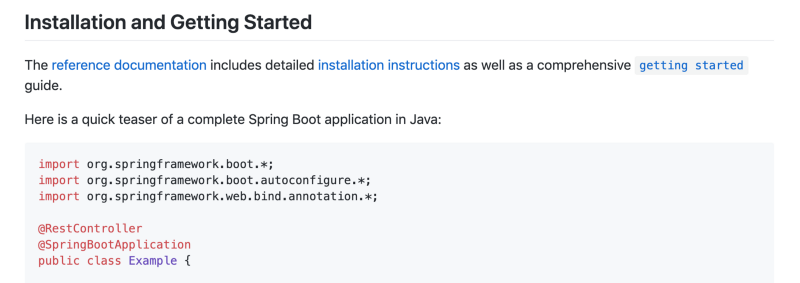 Installation and Getting Started
The reference documentation includes detailed installation instructions as well as a comprehensive getting started
guide.
Here is a quick teaser of a complete Spring Boot application in Java:
import org.springframework.boot.*;
import org.springframework.boot.autoconfigure.*;
import org.springframework.web.bind.annotation.*;
@RestController
@SpringBootApplication
public class Example {